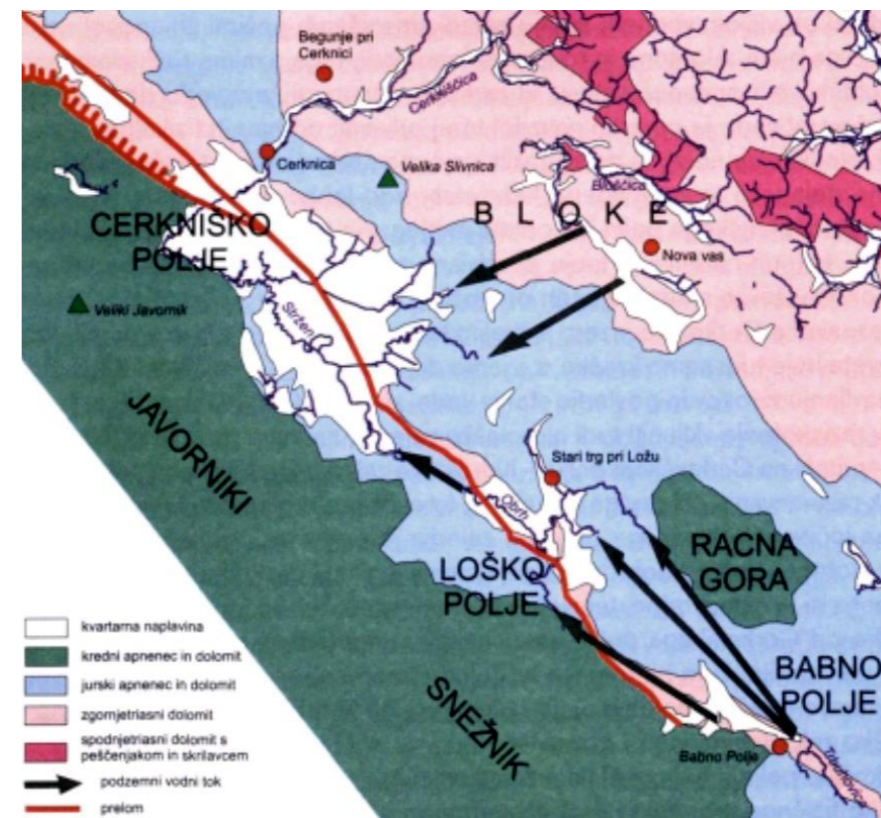 Begunje pri
Cerknici
Cerkniščica
Cerknica
Velika Slivnica
Bloščica
BLOKE
Nova vas
CERKNIŠKO
POLJE
Veliki Javornik
Stržen
JAVORNIKI
Stari trg pri Ložu
Obrh
RACNA
GORA
LOŠKO
POLJE
SNEŽNIK
BABNO
POLJE
Babno Polje
Trbuhovica
kvartarna naplavina
kredni apnenec in dolomit
jurski apnenec in dolomit
zgornjetriasni dolomit
spodnjetriasni dolomit s
peščenjakom in skrilavcem
podzemni vodni tok
prelom